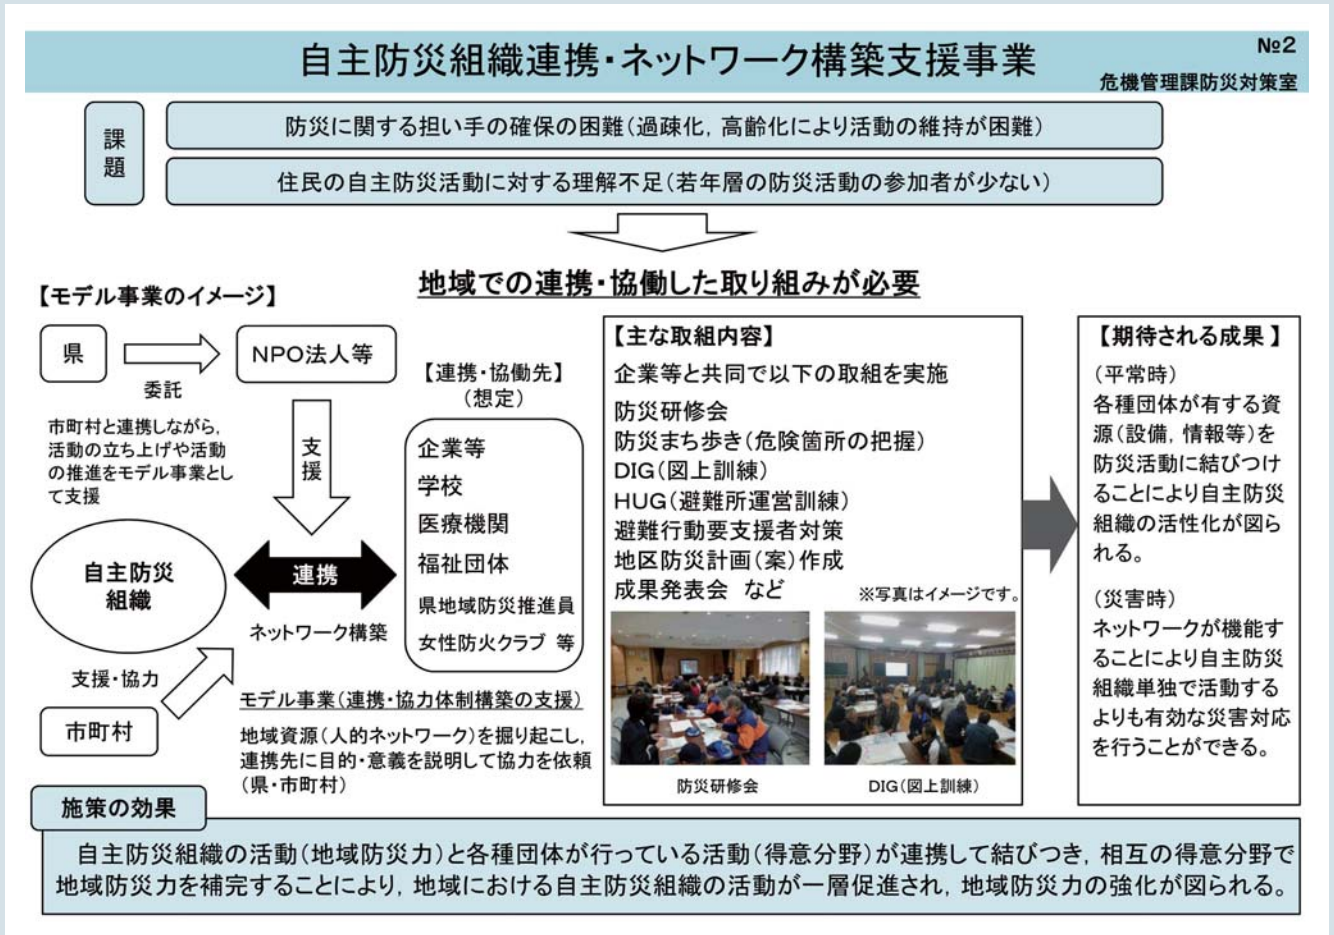 自主防災組織連携・ネットワーク構築支援事業
№2
危機管理課防災対策室
課題
防災に関する担い手の確保の困難（過疎化，高齢化により活動の維持が困難）
住民の自主防災活動に対する理解不足（若年層の防災活動の参加者が少ない）
地域での連携・協働した取り組みが必要
【モデル事業のイメージ】
県
委託
NPO法人等
市町村と連携しながら，
活動の立ち上げや活動
の推進をモデル事業とし
て支援
支援
自主防災
組織
連携
ネットワーク構築
支援・協力
市町村
【連携・協働先】
（想定）
企業等
学校
医療機関
福祉団体
県地域防災推進員
女性防火クラブ 等
モデル事業（連携・協力体制構築の支援）
地域資源（人的ネットワーク）を掘り起こし，
連携先に目的・意義を説明して協力を依頼
（県・市町村）
【主な取組内容】
企業等と共同で以下の取組を実施
防災研修会
防災まち歩き（危険箇所の把握）
DIG（図上訓練）
HUG（避難所運営訓練）
避難行動要支援者対策
地区防災計画（案）作成
成果発表会 など
※写真はイメージです。
防災研修会
DIG（図上訓練）
【期待される成果 】
（平常時）
各種団体が有する資
源（設備，情報等）を
防災活動に結びつけ
ることにより自主防災
組織の活性化が図ら
れる。
（災害時）
ネットワークが機能す
ることにより自主防災
組織単独で活動する
よりも有効な災害対応
を行うことができる。
施策の効果
自主防災組織の活動（地域防災力）と各種団体が行っている活動（得意分野）が連携して結びつき，相互の得意分野で
地域防災力を補完することにより，地域における自主防災組織の活動が一層促進され，地域防災力の強化が図られる。